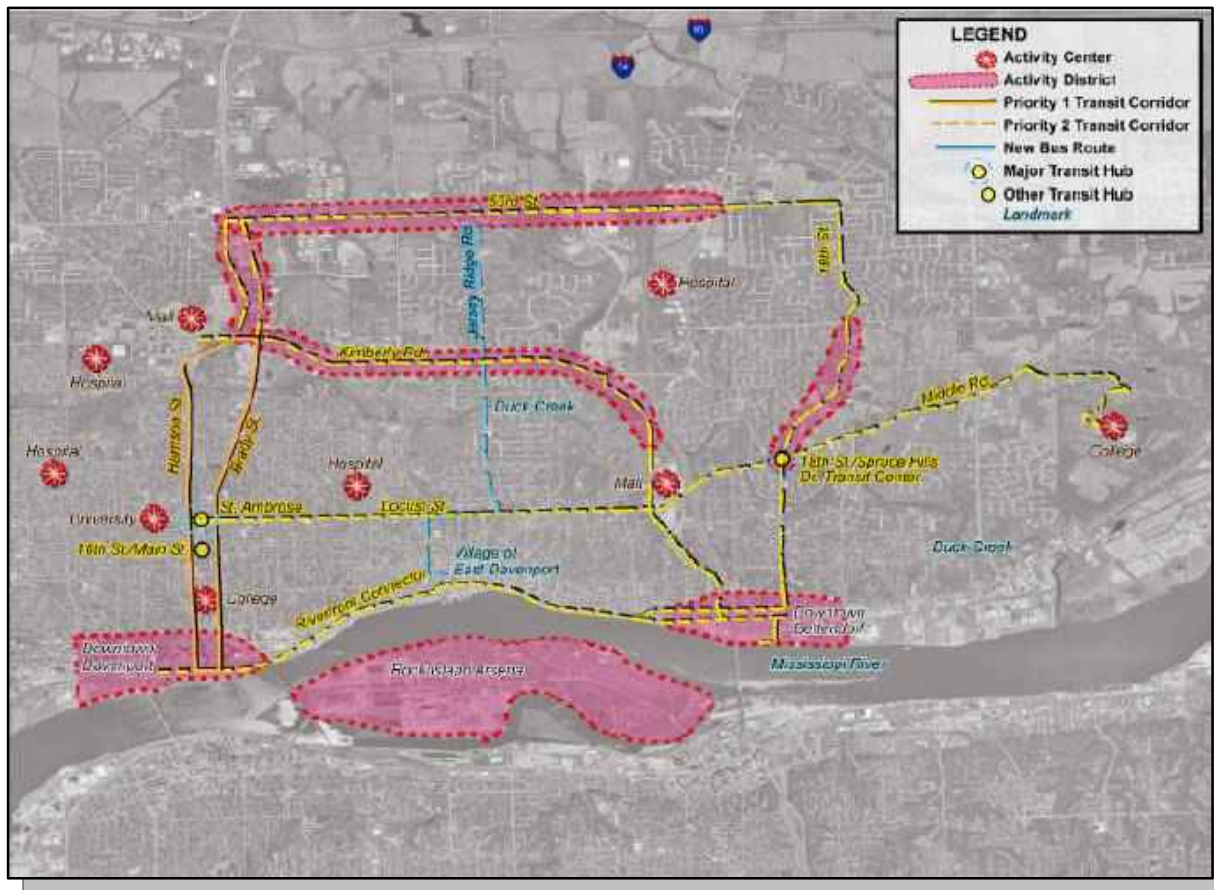 LEGEND
Activity Center
Activity District
Priority 1 Transit Corridor
Priority 2 Transit Corridor
New Bus Route
Major Transit Hub
Other Transit Hub
Landmark
53rd St
18th St
Jersey Ridge Rd
Hospital
Mall
Kimberly Rd
Hospital
Middle Rd
Duck Creek
Harrison St
Brady St
Hospital
Hospital
College
18th St/Spruce Hills
Dr Transit Center
Mall
St. Ambrose
Locust St
University
16th St/Main St
Village of
East Davenport
Duck Creek
Riverfront Connector
College
Downtown
Bettendorf
Downtown
Davenport
Rock Island Arsenal
Mississippi River